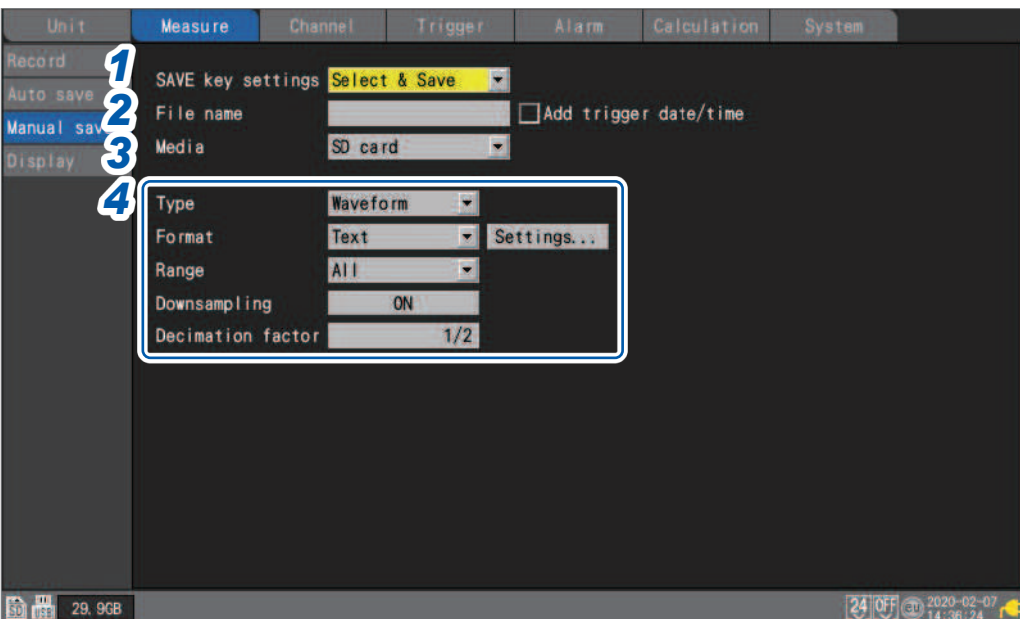 Unit Measure Channel Trigger Alarm Calculation System
Record
Auto save
Manual sav
Display
1
2
3
4
SAVE key settings Select & Save
File name Add trigger date/time
Media SD card
Type Waveform
Format Text Settings...
Range All
Downsampling ON
Decimation factor 1/2
SD USB 29.9GB 24 OFF 2020-02-07
14:36:24